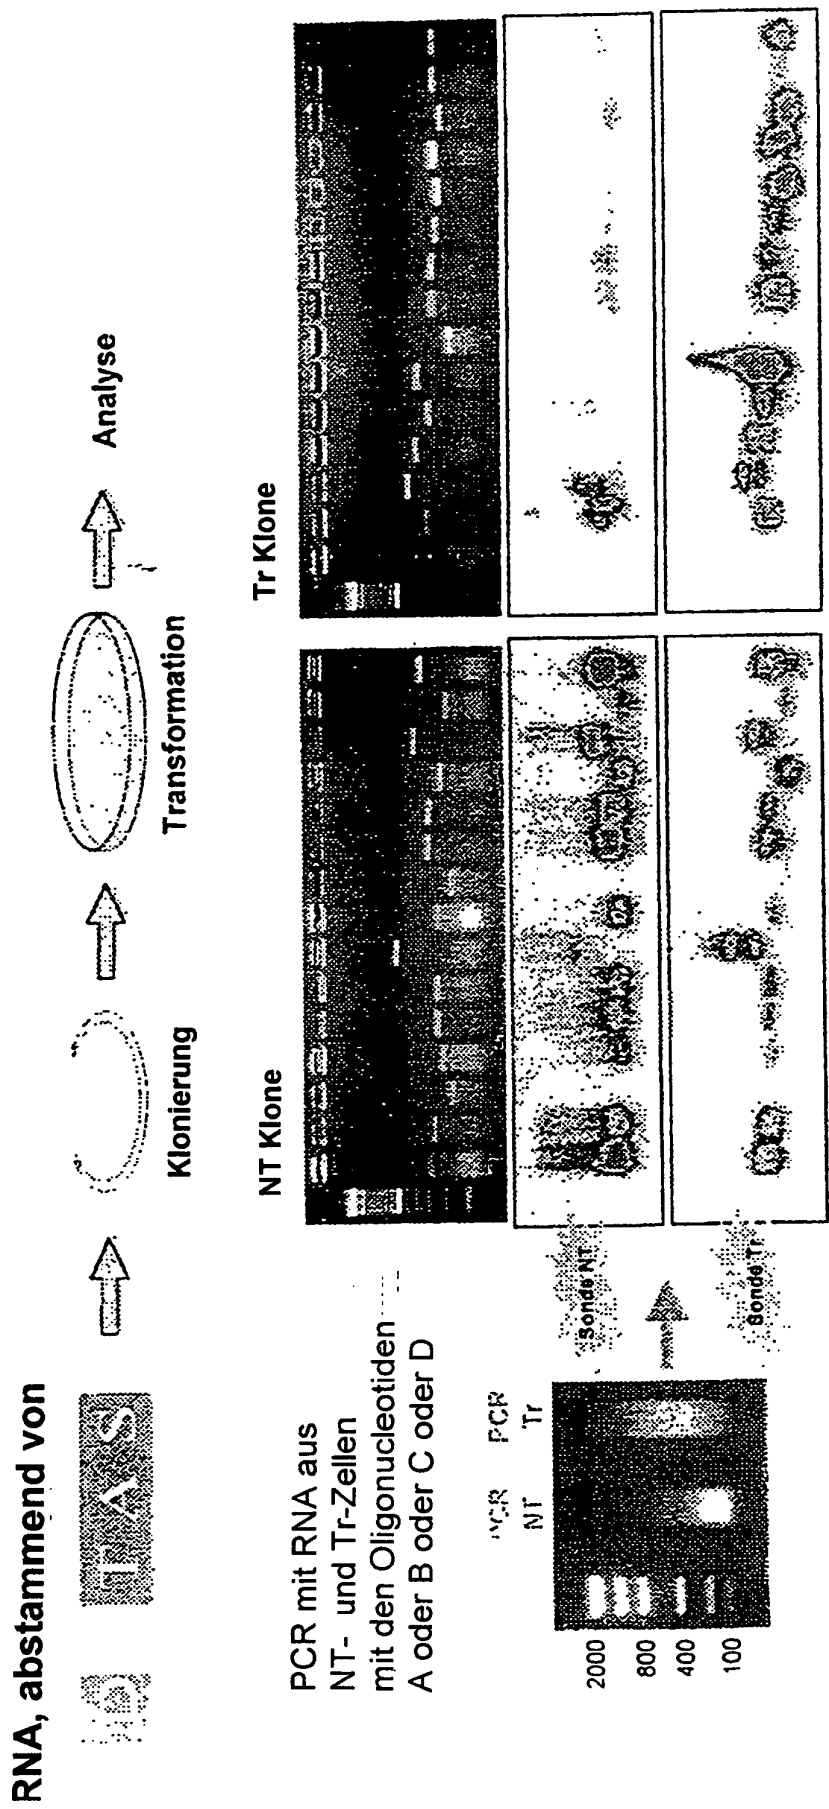 RNA, abstammend von
T A S
Klonierung
Transformation
Analyse
PCR mit RNA aus
NT- und Tr-Zellen
mit den Oligonucleotiden
A oder B oder C oder D
NT Klone
Tr Klone
PCR
NT
PCR
Tr
2000
800
400
100
Sonde NT
Sonde Tr